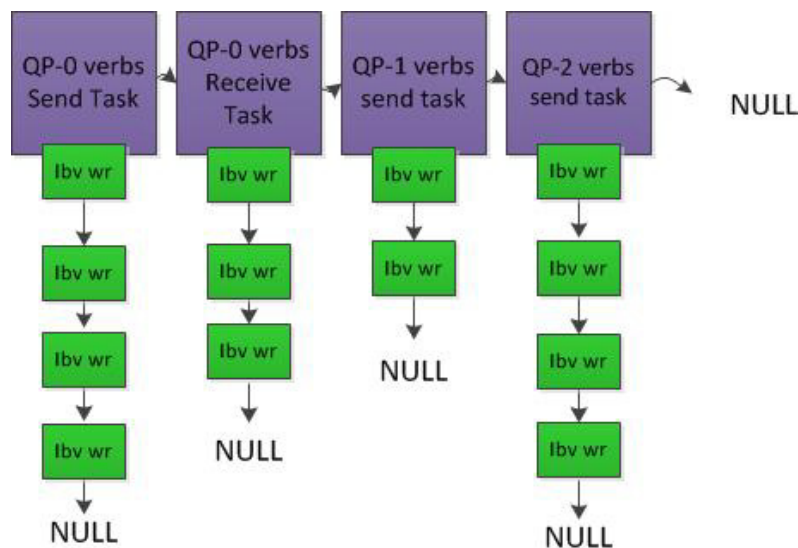 QP-0 verbs
Send Task
QP-0 verbs
Receive
Task
QP-1 verbs
send task
QP-2 verbs
send task
NULL
Ibv wr
Ibv wr
Ibv wr
Ibv wr
NULL
Ibv wr
Ibv wr
Ibv wr
NULL
Ibv wr
Ibv wr
NULL
Ibv wr
Ibv wr
Ibv wr
Ibv wr
NULL